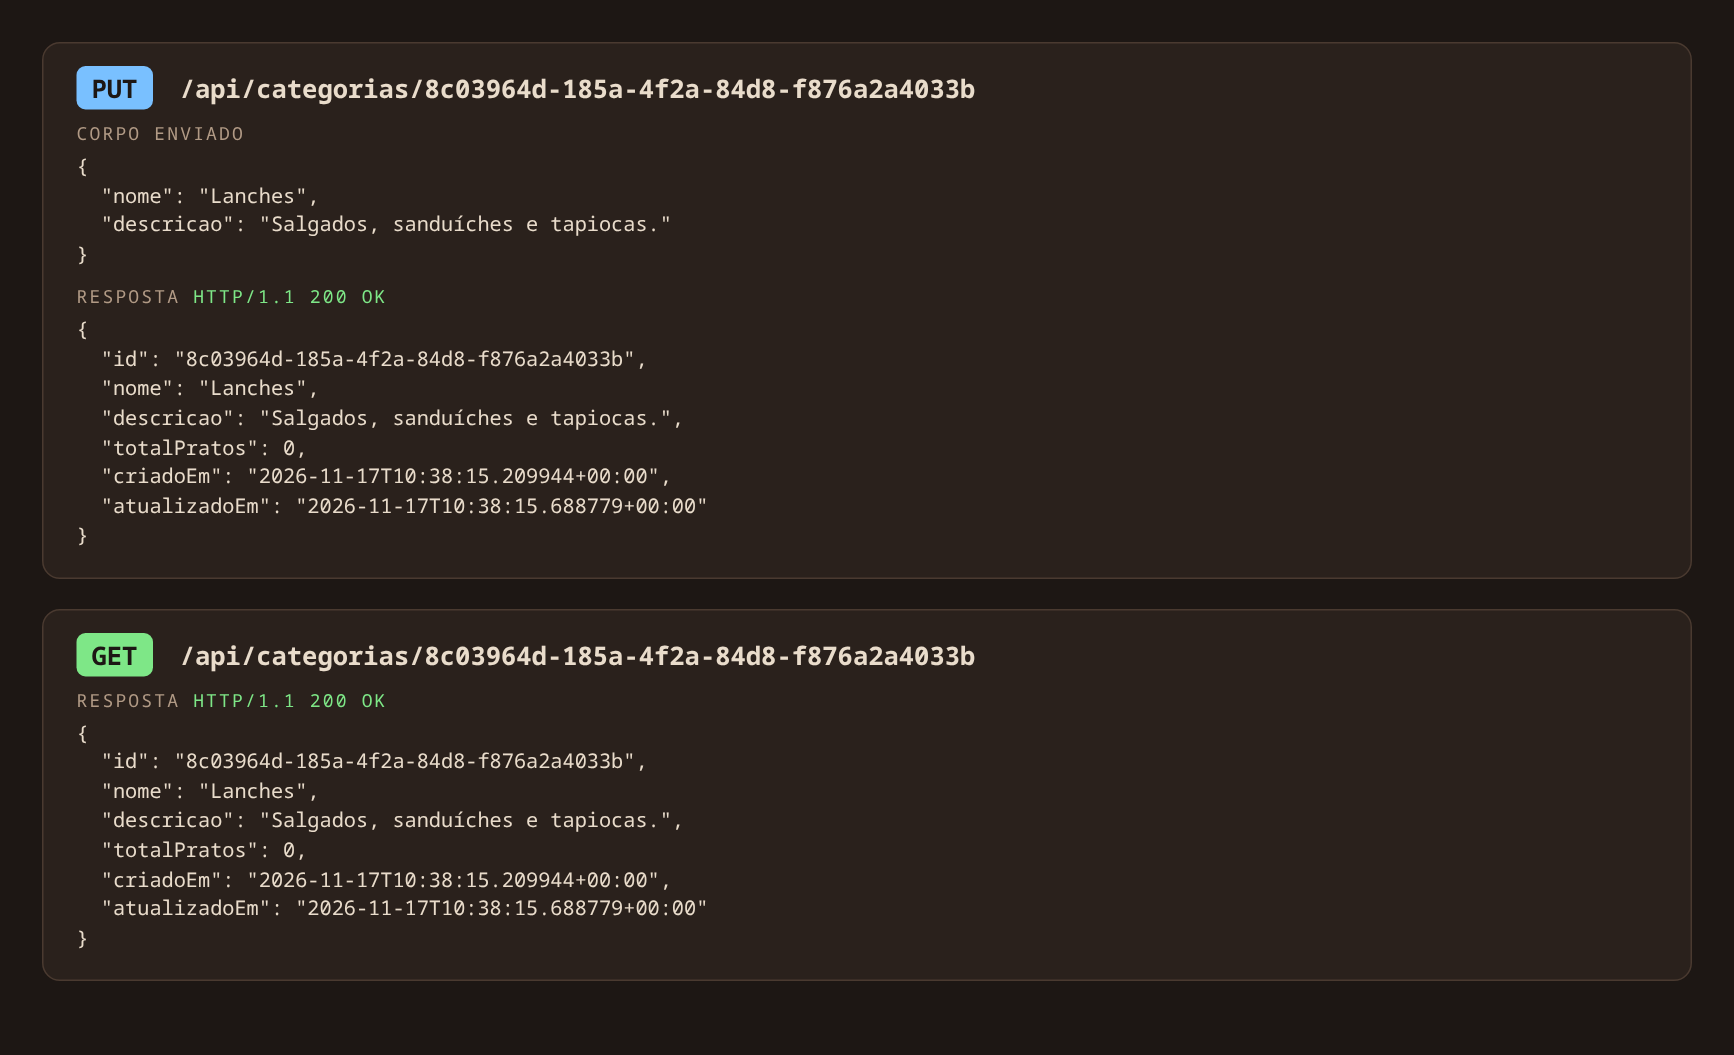 PUT /api/categorias/8c03964d-185a-4f2a-84d8-f876a2a4033b
CORPO ENVIADO
{
  "nome": "Lanches",
  "descricao": "Salgados, sanduíches e tapiocas."
}
RESPOSTA HTTP/1.1 200 OK
{
  "id": "8c03964d-185a-4f2a-84d8-f876a2a4033b",
  "nome": "Lanches",
  "descricao": "Salgados, sanduíches e tapiocas.",
  "totalPratos": 0,
  "criadoEm": "2026-11-17T10:38:15.209944+00:00",
  "atualizadoEm": "2026-11-17T10:38:15.688779+00:00"
}
GET /api/categorias/8c03964d-185a-4f2a-84d8-f876a2a4033b
RESPOSTA HTTP/1.1 200 OK
{
  "id": "8c03964d-185a-4f2a-84d8-f876a2a4033b",
  "nome": "Lanches",
  "descricao": "Salgados, sanduíches e tapiocas.",
  "totalPratos": 0,
  "criadoEm": "2026-11-17T10:38:15.209944+00:00",
  "atualizadoEm": "2026-11-17T10:38:15.688779+00:00"
}